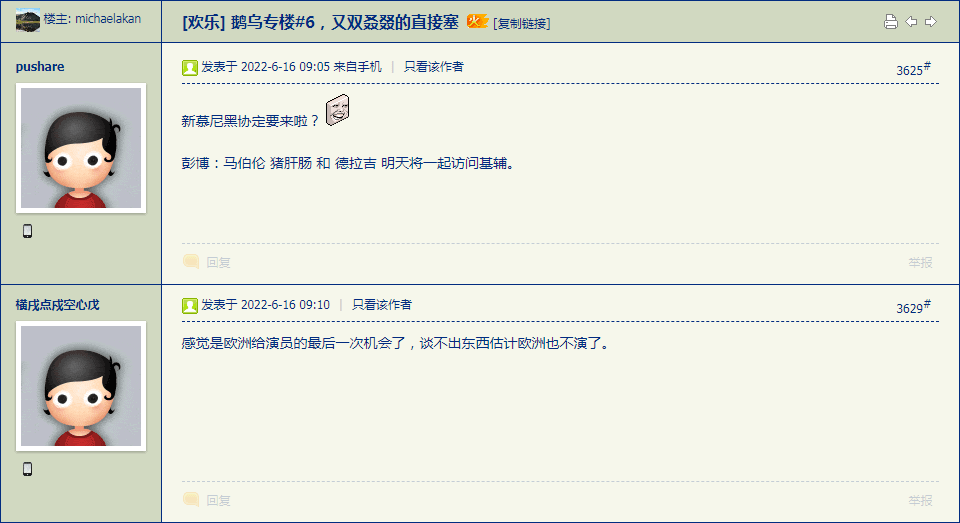 楼主: michaelakan
[欢乐] 鹅乌专楼#6，又双叒叕的直接塞 火 [复制链接]
pushare
发表于 2022-6-16 09:05 来自手机 | 只看该作者
3625#
新慕尼黑协定要来啦？
彭博：马伯伦 猪肝肠 和 德拉吉 明天将一起访问基辅。
回复
举报
横戌点戍空心戊
发表于 2022-6-16 09:10 | 只看该作者
3629#
感觉是欧洲给演员的最后一次机会了，谈不出东西估计欧洲也不演了。
回复
举报